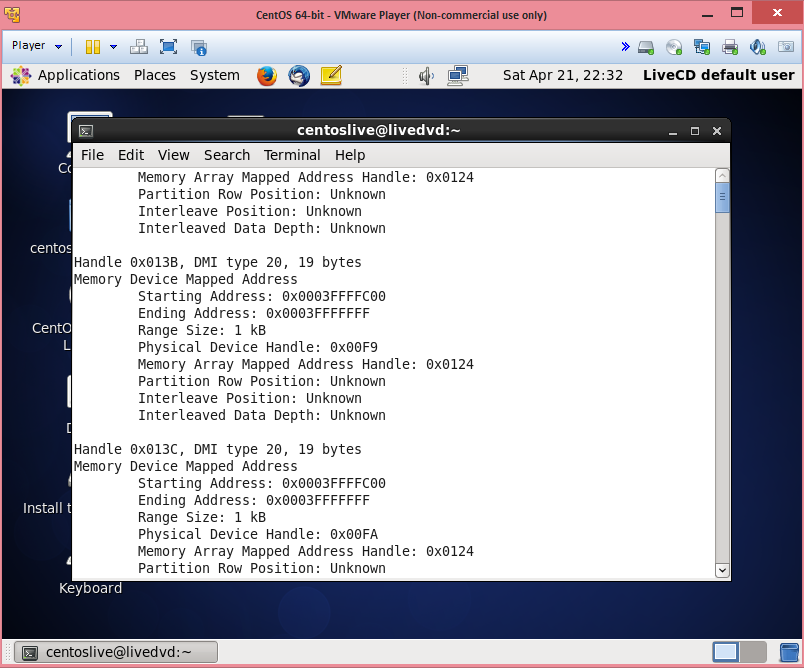 CentOS 64-bit - VMware Player (Non-commercial use only)
Player
Applications Places System Sat Apr 21, 22:32 LiveCD default user
centoslive@livedvd:~
File Edit View Search Terminal Help
Memory Array Mapped Address Handle: 0x0124
Partition Row Position: Unknown
Interleave Position: Unknown
Interleaved Data Depth: Unknown
Handle 0x013B, DMI type 20, 19 bytes
Memory Device Mapped Address
Starting Address: 0x0003FFFFC00
Ending Address: 0x0003FFFFFFF
Range Size: 1 kB
Physical Device Handle: 0x00F9
Memory Array Mapped Address Handle: 0x0124
Partition Row Position: Unknown
Interleave Position: Unknown
Interleaved Data Depth: Unknown
Handle 0x013C, DMI type 20, 19 bytes
Memory Device Mapped Address
Starting Address: 0x0003FFFFC00
Ending Address: 0x0003FFFFFFF
Range Size: 1 kB
Physical Device Handle: 0x00FA
Memory Array Mapped Address Handle: 0x0124
Partition Row Position: Unknown
centos
CentO
L
Install t
Keyboard
centoslive@livedvd:~